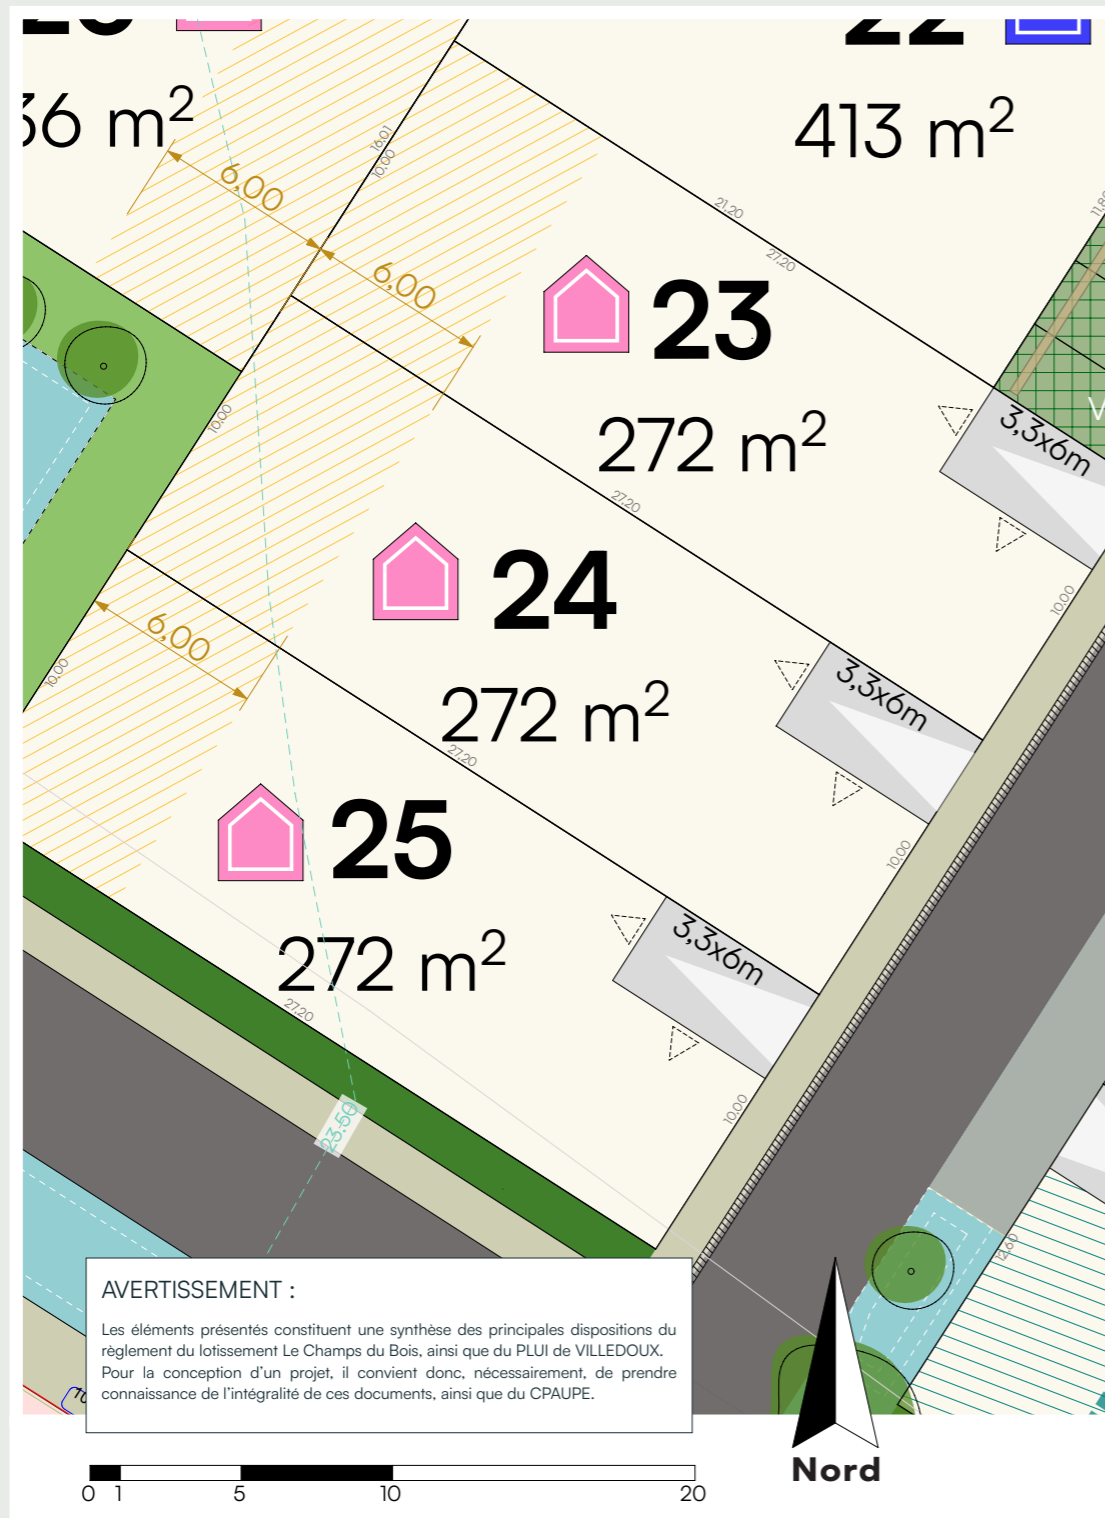 36 m²
413 m²
16.01
10.00
6,00
6,00
21.20
27.20
11.80
23
272 m²
3,3x6m
10.00
27.20
10.00
24
272 m²
3,3x6m
6,00
10.00
27.20
10.00
25
272 m²
3,3x6m
27.20
10.00
23.50
12.60
AVERTISSEMENT :
Les éléments présentés constituent une synthèse des principales dispositions du
règlement du lotissement Le Champs du Bois, ainsi que du PLUI de VILLEDOUX.
Pour la conception d'un projet, il convient donc, nécessairement, de prendre
connaissance de l'intégralité de ces documents, ainsi que du CPAUPE.
Nord
0 1 5 10 20